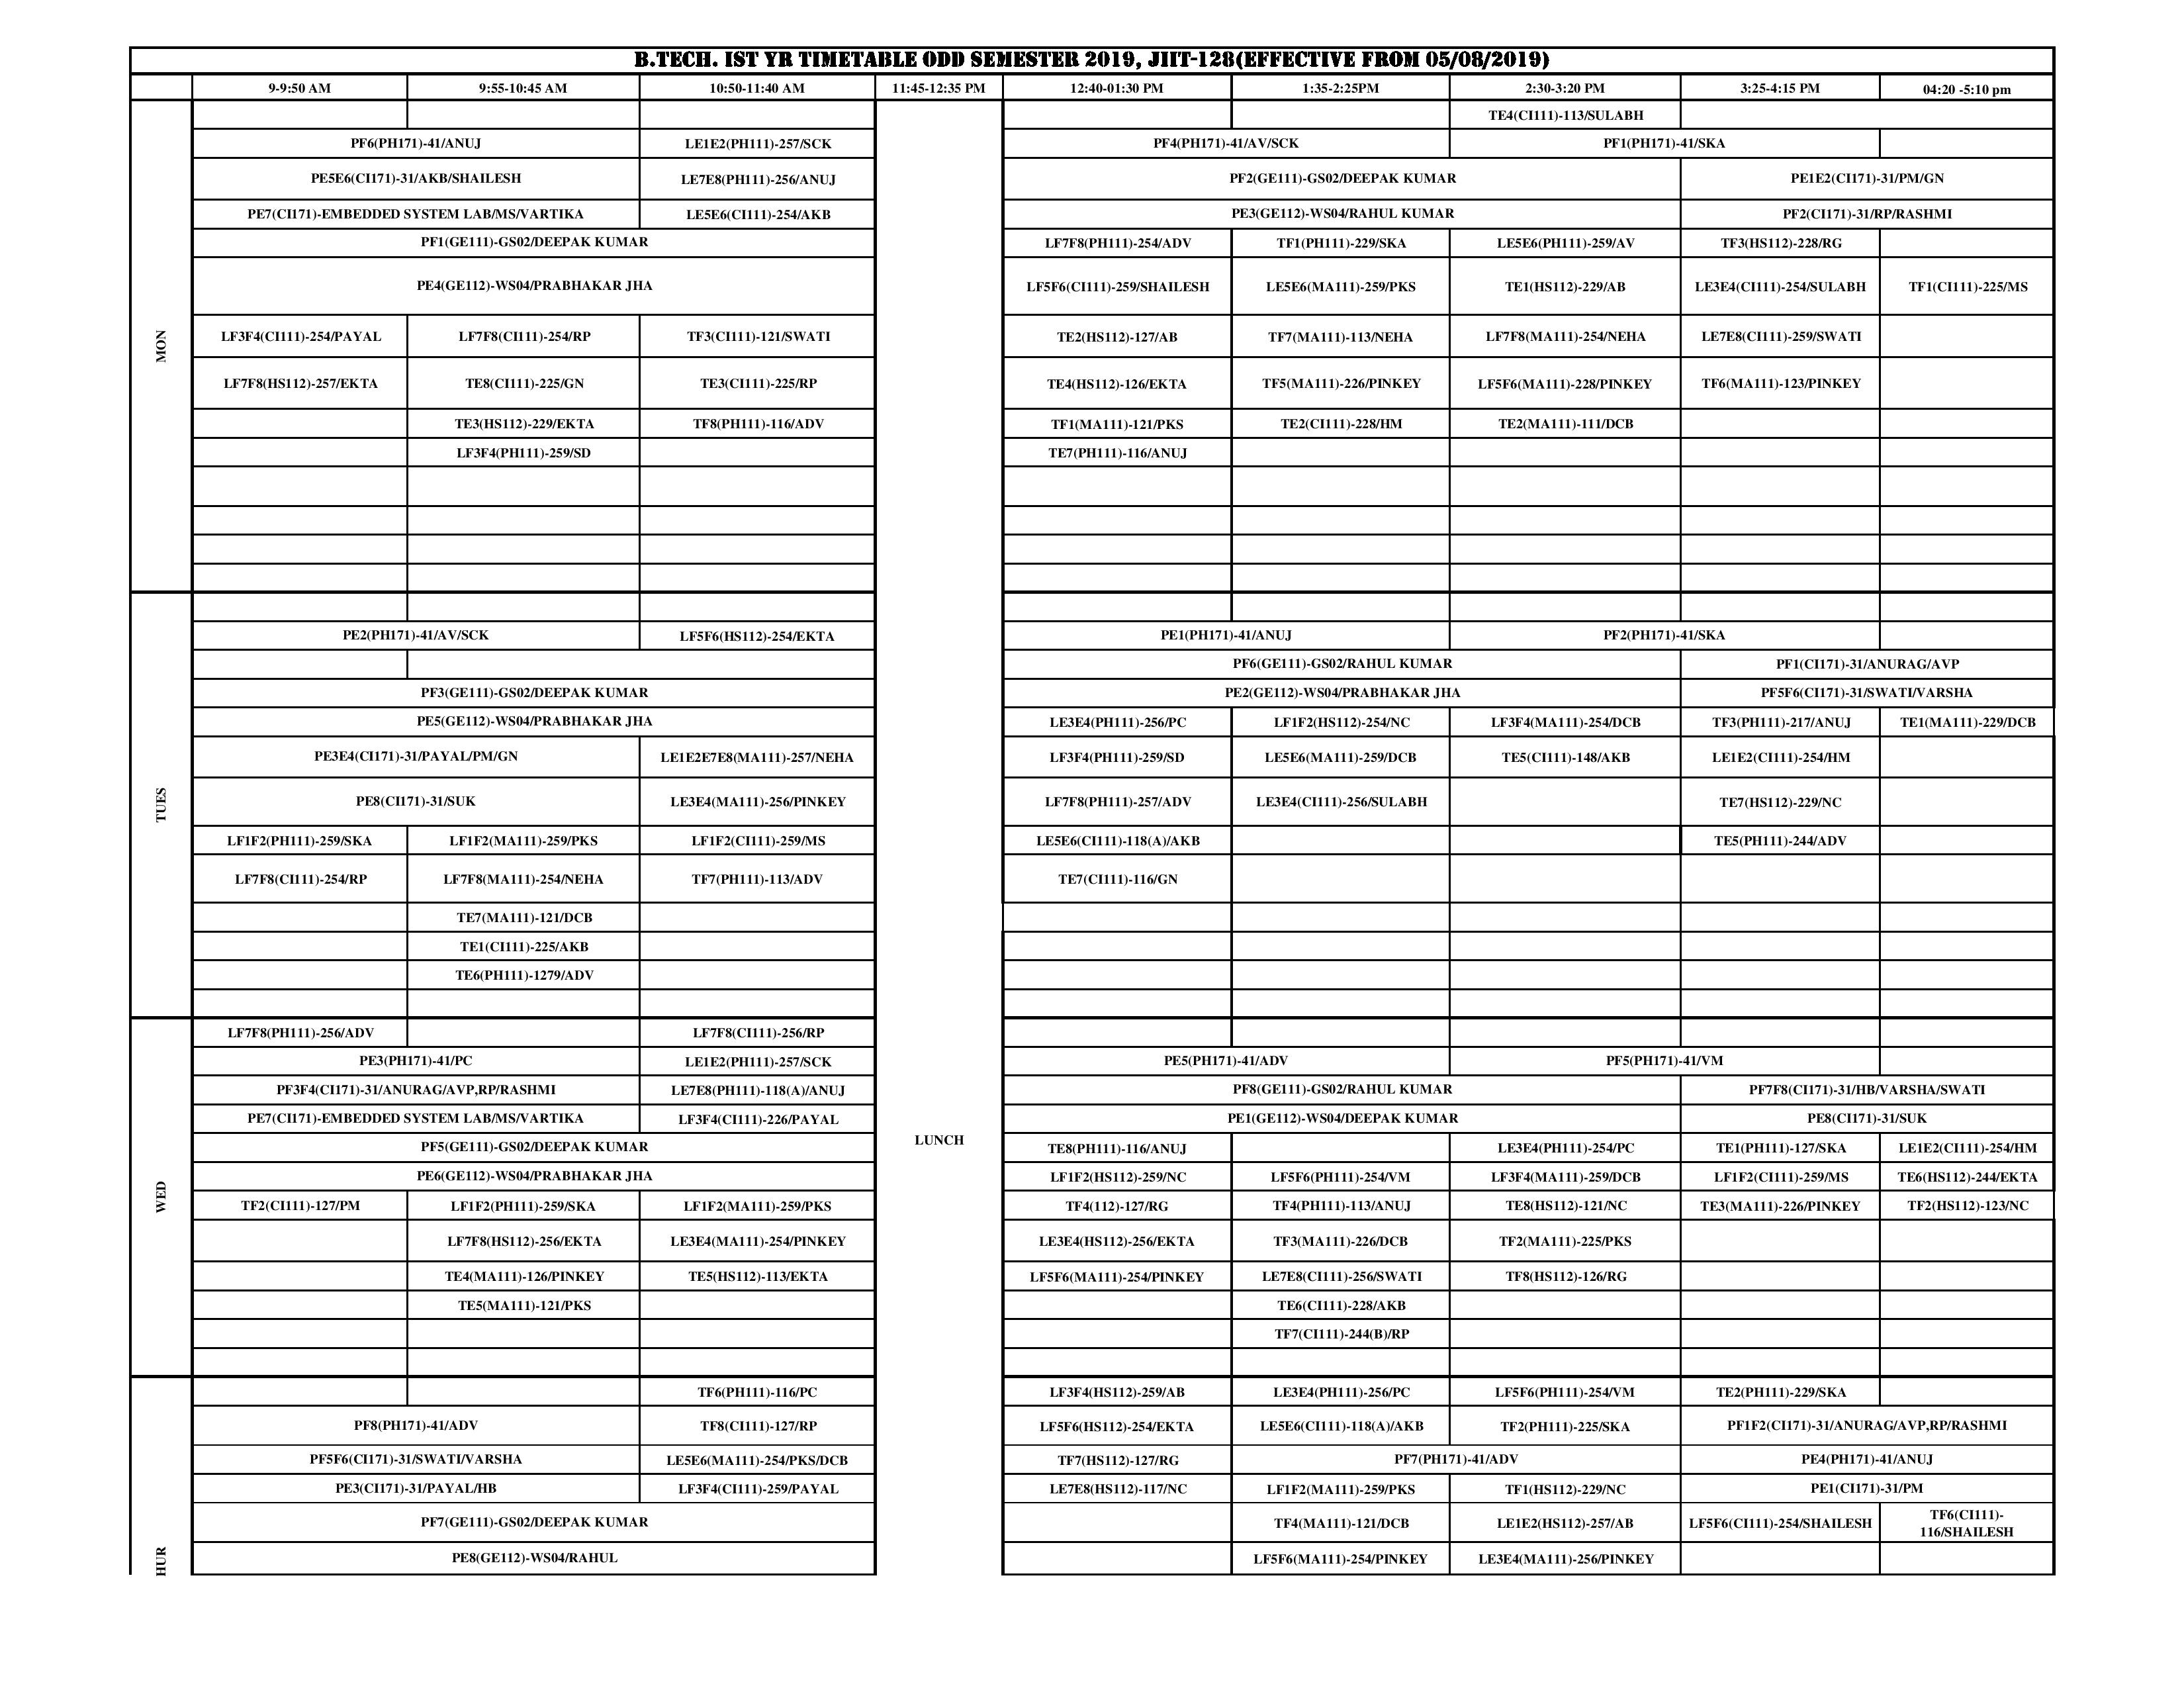 B.TECH. IST YR TIMETABLE ODD SEMESTER 2019, JIIT-128(EFFECTIVE FROM 05/08/2019)
9-9:50 AM 9:55-10:45 AM 10:50-11:40 AM 11:45-12:35 PM 12:40-01:30 PM 1:35-2:25PM 2:30-3:20 PM 3:25-4:15 PM 04:20 -5:10 pm
MON
TE4(CI111)-113/SULABH
PF6(PH171)-41/ANUJ LE1E2(PH111)-257/SCK PF4(PH171)-41/AV/SCK PF1(PH171)-41/SKA
PE5E6(CI171)-31/AKB/SHAILESH LE7E8(PH111)-256/ANUJ PF2(GE111)-GS02/DEEPAK KUMAR PE1E2(CI171)-31/PM/GN
PE7(CI171)-EMBEDDED SYSTEM LAB/MS/VARTIKA LE5E6(CI111)-254/AKB PE3(GE112)-WS04/RAHUL KUMAR PF2(CI171)-31/RP/RASHMI
PF1(GE111)-GS02/DEEPAK KUMAR LF7F8(PH111)-254/ADV TF1(PH111)-229/SKA LE5E6(PH111)-259/AV TF3(HS112)-228/RG
PE4(GE112)-WS04/PRABHAKAR JHA LF5F6(CI111)-259/SHAILESH LE5E6(MA111)-259/PKS TE1(HS112)-229/AB LE3E4(CI111)-254/SULABH TF1(CI111)-225/MS
LF3F4(CI111)-254/PAYAL LF7F8(CI111)-254/RP TF3(CI111)-121/SWATI TE2(HS112)-127/AB TF7(MA111)-113/NEHA LF7F8(MA111)-254/NEHA LE7E8(CI111)-259/SWATI
LF7F8(HS112)-257/EKTA TE8(CI111)-225/GN TE3(CI111)-225/RP TE4(HS112)-126/EKTA TF5(MA111)-226/PINKEY LF5F6(MA111)-228/PINKEY TF6(MA111)-123/PINKEY
TE3(HS112)-229/EKTA TF8(PH111)-116/ADV TF1(MA111)-121/PKS TE2(CI111)-228/HM TE2(MA111)-111/DCB
LF3F4(PH111)-259/SD TE7(PH111)-116/ANUJ
TUES
PE2(PH171)-41/AV/SCK LF5F6(HS112)-254/EKTA PE1(PH171)-41/ANUJ PF2(PH171)-41/SKA
PF6(GE111)-GS02/RAHUL KUMAR PF1(CI171)-31/ANURAG/AVP
PF3(GE111)-GS02/DEEPAK KUMAR PE2(GE112)-WS04/PRABHAKAR JHA PF5F6(CI171)-31/SWATI/VARSHA
PE5(GE112)-WS04/PRABHAKAR JHA LE3E4(PH111)-256/PC LF1F2(HS112)-254/NC LF3F4(MA111)-254/DCB TF3(PH111)-217/ANUJ TE1(MA111)-229/DCB
PE3E4(CI171)-31/PAYAL/PM/GN LE1E2E7E8(MA111)-257/NEHA LF3F4(PH111)-259/SD LE5E6(MA111)-259/DCB TE5(CI111)-148/AKB LE1E2(CI111)-254/HM
PE8(CI171)-31/SUK LE3E4(MA111)-256/PINKEY LF7F8(PH111)-257/ADV LE3E4(CI111)-256/SULABH TE7(HS112)-229/NC
LF1F2(PH111)-259/SKA LF1F2(MA111)-259/PKS LF1F2(CI111)-259/MS LE5E6(CI111)-118(A)/AKB TE5(PH111)-244/ADV
LF7F8(CI111)-254/RP LF7F8(MA111)-254/NEHA TF7(PH111)-113/ADV TE7(CI111)-116/GN
TE7(MA111)-121/DCB
TE1(CI111)-225/AKB
TE6(PH111)-1279/ADV
WED
LF7F8(PH111)-256/ADV LF7F8(CI111)-256/RP
PE3(PH171)-41/PC LE1E2(PH111)-257/SCK PE5(PH171)-41/ADV PF5(PH171)-41/VM
PF3F4(CI171)-31/ANURAG/AVP,RP/RASHMI LE7E8(PH111)-118(A)/ANUJ PF8(GE111)-GS02/RAHUL KUMAR PF7F8(CI171)-31/HB/VARSHA/SWATI
PE7(CI171)-EMBEDDED SYSTEM LAB/MS/VARTIKA LF3F4(CI111)-226/PAYAL PE1(GE112)-WS04/DEEPAK KUMAR PE8(CI171)-31/SUK
PF5(GE111)-GS02/DEEPAK KUMAR LUNCH TE8(PH111)-116/ANUJ LE3E4(PH111)-254/PC TE1(PH111)-127/SKA LE1E2(CI111)-254/HM
PE6(GE112)-WS04/PRABHAKAR JHA LF1F2(HS112)-259/NC LF5F6(PH111)-254/VM LF3F4(MA111)-259/DCB LF1F2(CI111)-259/MS TE6(HS112)-244/EKTA
TF2(CI111)-127/PM LF1F2(PH111)-259/SKA LF1F2(MA111)-259/PKS TF4(112)-127/RG TF4(PH111)-113/ANUJ TE8(HS112)-121/NC TE3(MA111)-226/PINKEY TF2(HS112)-123/NC
LF7F8(HS112)-256/EKTA LE3E4(MA111)-254/PINKEY LE3E4(HS112)-256/EKTA TF3(MA111)-226/DCB TF2(MA111)-225/PKS
TE4(MA111)-126/PINKEY TE5(HS112)-113/EKTA LF5F6(MA111)-254/PINKEY LE7E8(CI111)-256/SWATI TF8(HS112)-126/RG
TE5(MA111)-121/PKS TE6(CI111)-228/AKB
TF7(CI111)-244(B)/RP
HUR
TF6(PH111)-116/PC LF3F4(HS112)-259/AB LE3E4(PH111)-256/PC LF5F6(PH111)-254/VM TE2(PH111)-229/SKA
PF8(PH171)-41/ADV TF8(CI111)-127/RP LF5F6(HS112)-254/EKTA LE5E6(CI111)-118(A)/AKB TF2(PH111)-225/SKA PF1F2(CI171)-31/ANURAG/AVP,RP/RASHMI
PF5F6(CI171)-31/SWATI/VARSHA LE5E6(MA111)-254/PKS/DCB TF7(HS112)-127/RG PF7(PH171)-41/ADV PE4(PH171)-41/ANUJ
PE3(CI171)-31/PAYAL/HB LF3F4(CI111)-259/PAYAL LE7E8(HS112)-117/NC LF1F2(MA111)-259/PKS TF1(HS112)-229/NC PE1(CI171)-31/PM
PF7(GE111)-GS02/DEEPAK KUMAR TF4(MA111)-121/DCB LE1E2(HS112)-257/AB LF5F6(CI111)-254/SHAILESH TF6(CI111)-
116/SHAILESH
PE8(GE112)-WS04/RAHUL LF5F6(MA111)-254/PINKEY LE3E4(MA111)-256/PINKEY